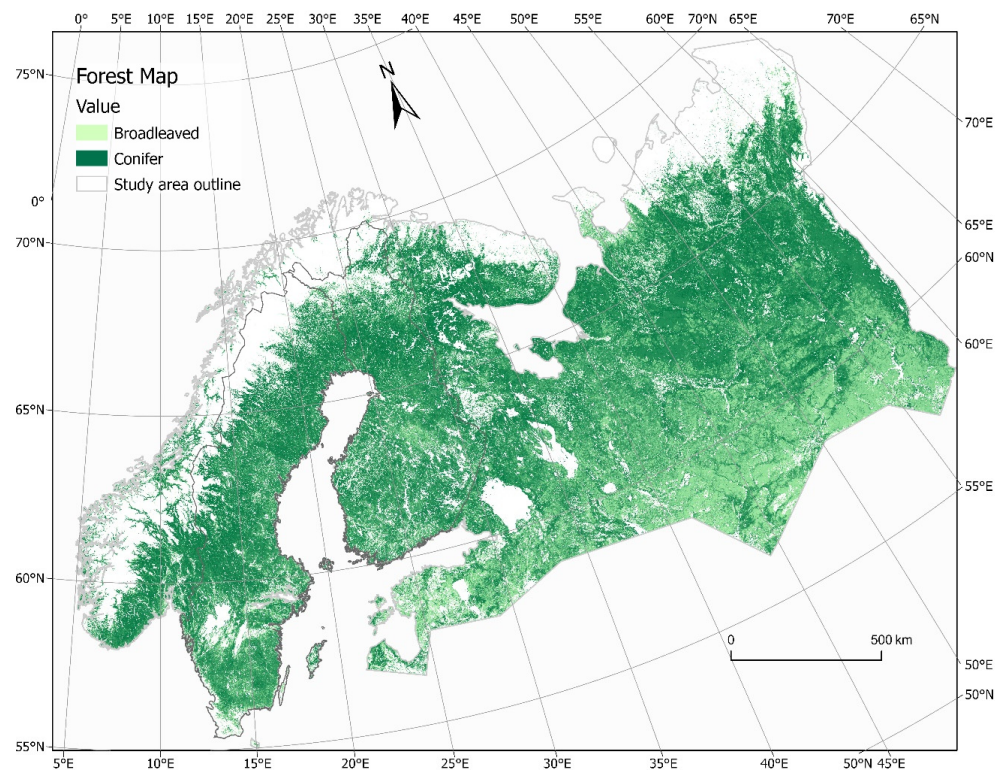 0° 5°E 10°E 15°E 20°E 25°E 30°E 35°E 40°E 45°E 50°E 55°E 60°E 70°N 65°E 70°E 65°N
75°N
Forest Map
Value
Broadleaved
Conifer
Study area outline
N
70°E
0°
65°E
70°N
60°N
60°E
65°N
55°E
60°N
0 500 km
50°E
50°N
55°N
5°E 10°E 15°E 20°E 25°E 30°E 35°E 40°E 50°N 45°E